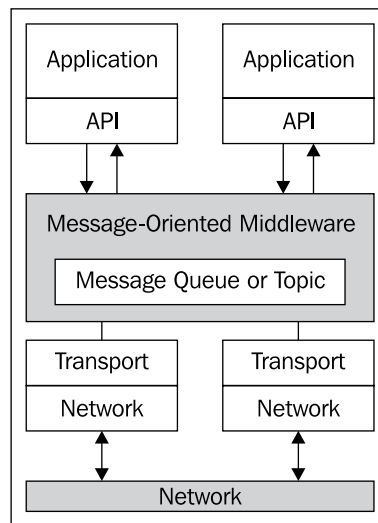 Application
Application
API
API
Message-Oriented Middleware
Message Queue or Topic
Transport
Transport
Network
Network
Network